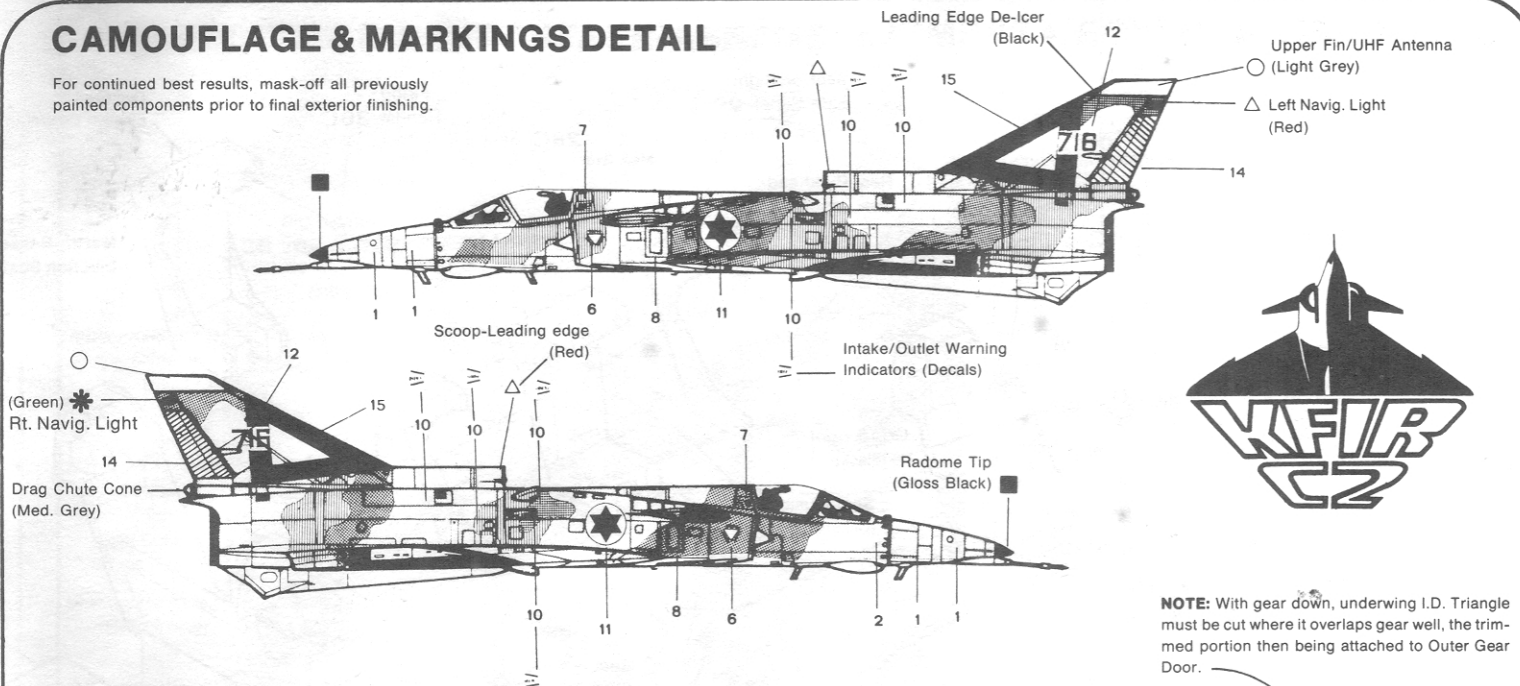 CAMOUFLAGE & MARKINGS DETAIL
For continued best results, mask-off all previously
painted components prior to final exterior finishing.
Leading Edge De-Icer
(Black)
12
Upper Fin/UHF Antenna
(Light Grey)
15
Left Navig. Light
(Red)
7
10
10
10
716
14
1
1
6
8
11
10
Scoop-Leading edge
(Red)
Intake/Outlet Warning
Indicators (Decals)
12
(Green)
Rt. Navig. Light
15
10
10
10
7
716
14
Drag Chute Cone
(Med. Grey)
Radome Tip
(Gloss Black)
KFIR
C2
10
11
8
6
2
1
1
NOTE: With gear down, underwing I.D. Triangle
must be cut where it overlaps gear well, the trim-
med portion then being attached to Outer Gear
Door.